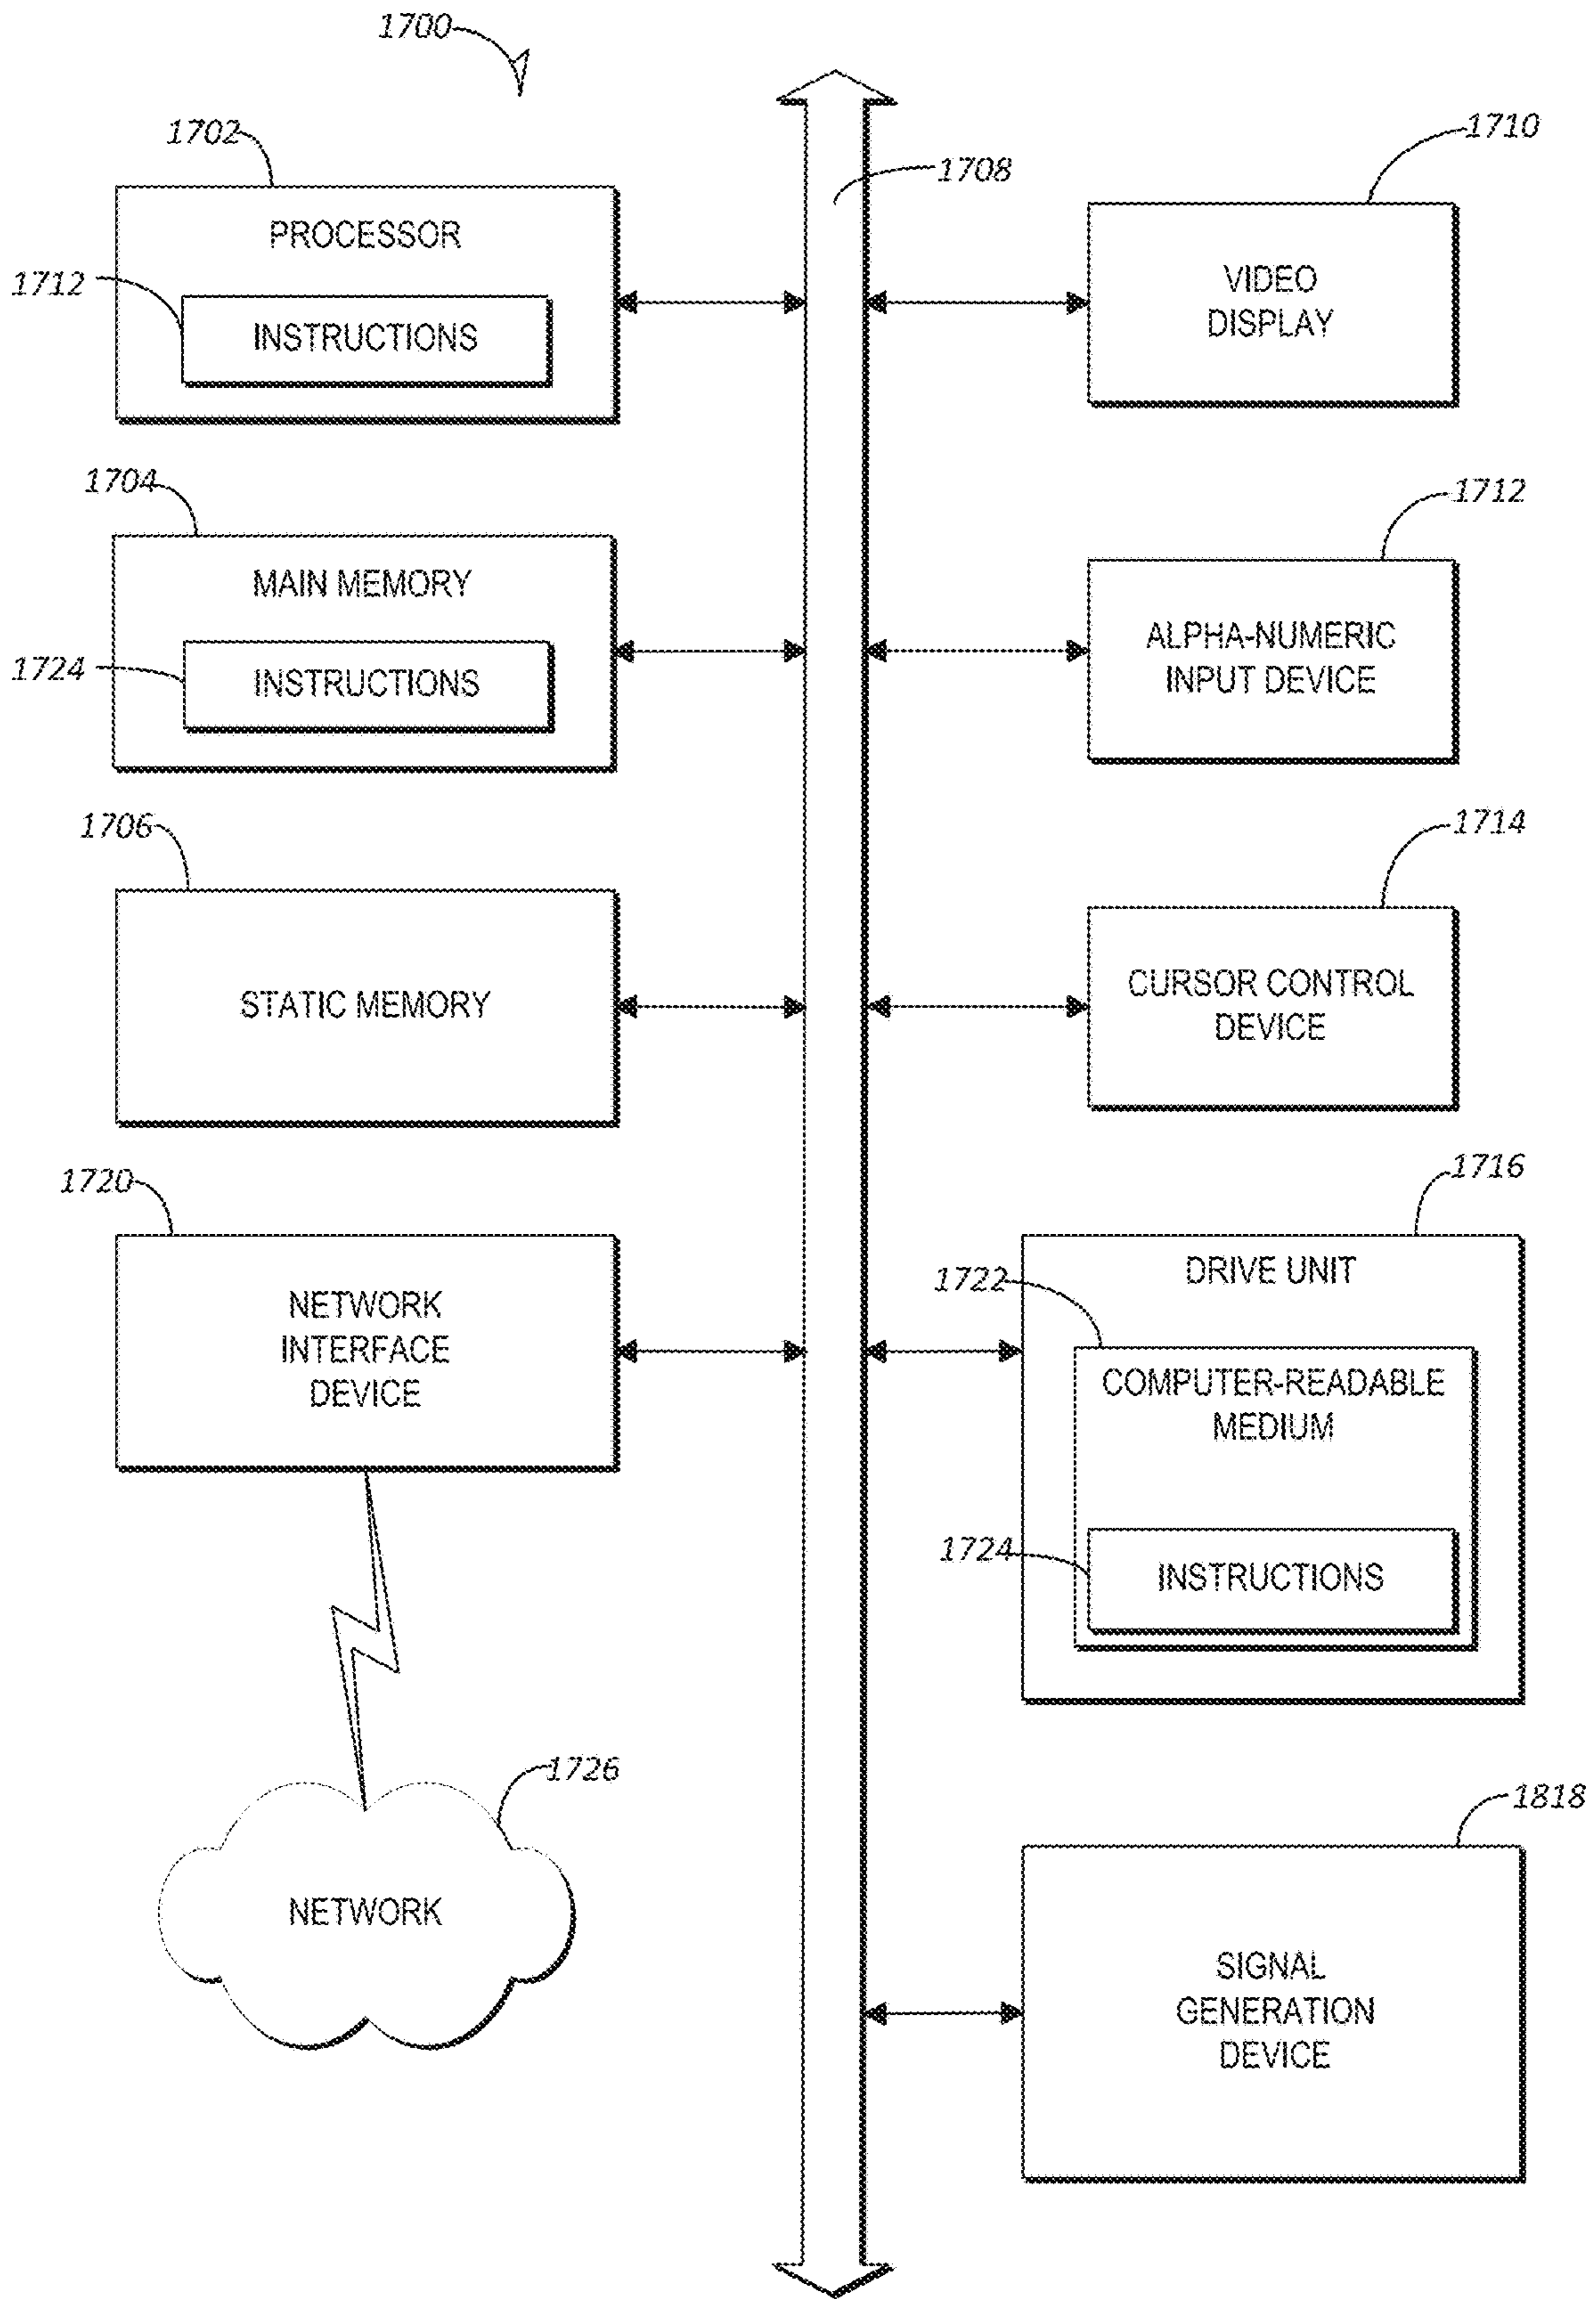 1700
1702
PROCESSOR
1712
INSTRUCTIONS
1704
MAIN MEMORY
1724
INSTRUCTIONS
1706
STATIC MEMORY
1720
NETWORK
INTERFACE
DEVICE
1726
NETWORK
1708
1710
VIDEO
DISPLAY
1712
ALPHA-NUMERIC
INPUT DEVICE
1714
CURSOR CONTROL
DEVICE
1716
DRIVE UNIT
1722
COMPUTER-READABLE
MEDIUM
1724
INSTRUCTIONS
1818
SIGNAL
GENERATION
DEVICE